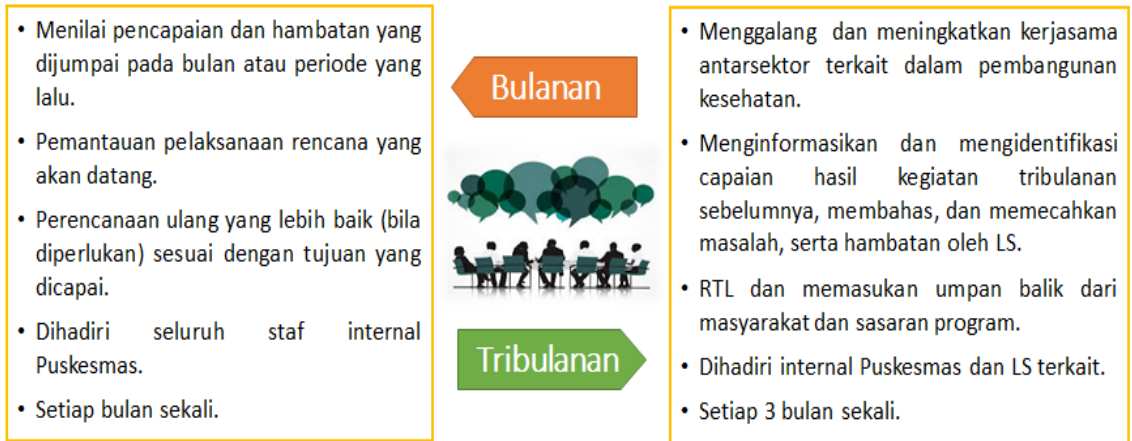 • Menilai pencapaian dan hambatan yang
dijumpai pada bulan atau periode yang
lalu.
• Pemantauan pelaksanaan rencana yang
akan datang.
• Perencanaan ulang yang lebih baik (bila
diperlukan) sesuai dengan tujuan yang
dicapai.
• Dihadiri seluruh staf internal
Puskesmas.
• Setiap bulan sekali.
Bulanan
Tribulanan
• Menggalang dan meningkatkan kerjasama
antarsektor terkait dalam pembangunan
kesehatan.
• Menginformasikan dan mengidentifikasi
capaian hasil kegiatan tribulanan
sebelumnya, membahas, dan memecahkan
masalah, serta hambatan oleh LS.
• RTL dan memasukan umpan balik dari
masyarakat dan sasaran program.
• Dihadiri internal Puskesmas dan LS terkait.
• Setiap 3 bulan sekali.